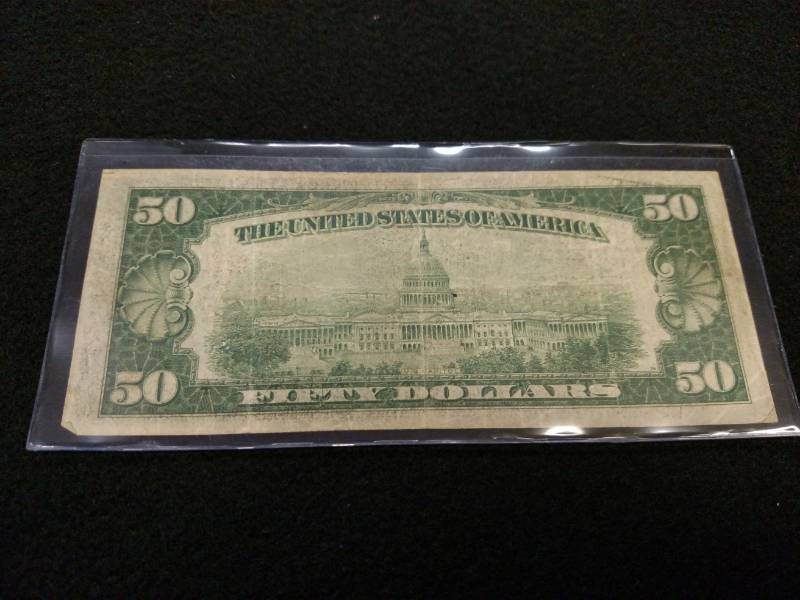 50 50
THE UNITED STATES OF AMERICA
50 50
FIFTY DOLLARS